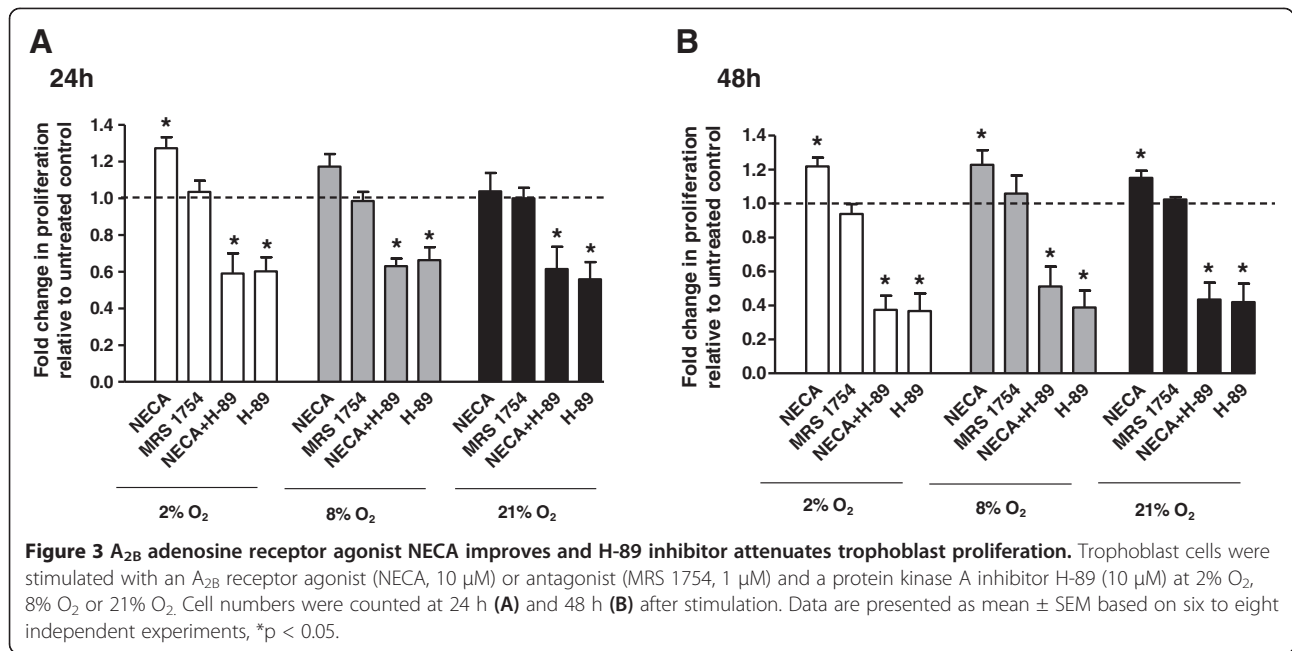 A
24h
Fold change in proliferation
relative to untreated control
1.4
1.2
1.0
0.8
0.6
0.4
0.2
0.0
*
*
*
*
*
*
*
NECA
MRS 1754
NECA+H-89
H-89
NECA
MRS 1754
NECA+H-89
H-89
NECA
MRS 1754
NECA+H-89
H-89
2% O₂
8% O₂
21% O₂
B
48h
Fold change in proliferation
relative to untreated control
1.4
1.2
1.0
0.8
0.6
0.4
0.2
0.0
*
*
*
*
*
*
*
*
*
NECA
MRS 1754
NECA+H-89
H-89
NECA
MRS 1754
NECA+H-89
H-89
NECA
MRS 1754
NECA+H-89
H-89
2% O₂
8% O₂
21% O₂
Figure 3 A₂B adenosine receptor agonist NECA improves and H-89 inhibitor attenuates trophoblast proliferation. Trophoblast cells were
stimulated with an A₂B receptor agonist (NECA, 10 μM) or antagonist (MRS 1754, 1 μM) and a protein kinase A inhibitor H-89 (10 μM) at 2% O₂,
8% O₂ or 21% O₂. Cell numbers were counted at 24 h (A) and 48 h (B) after stimulation. Data are presented as mean ± SEM based on six to eight
independent experiments, *p < 0.05.